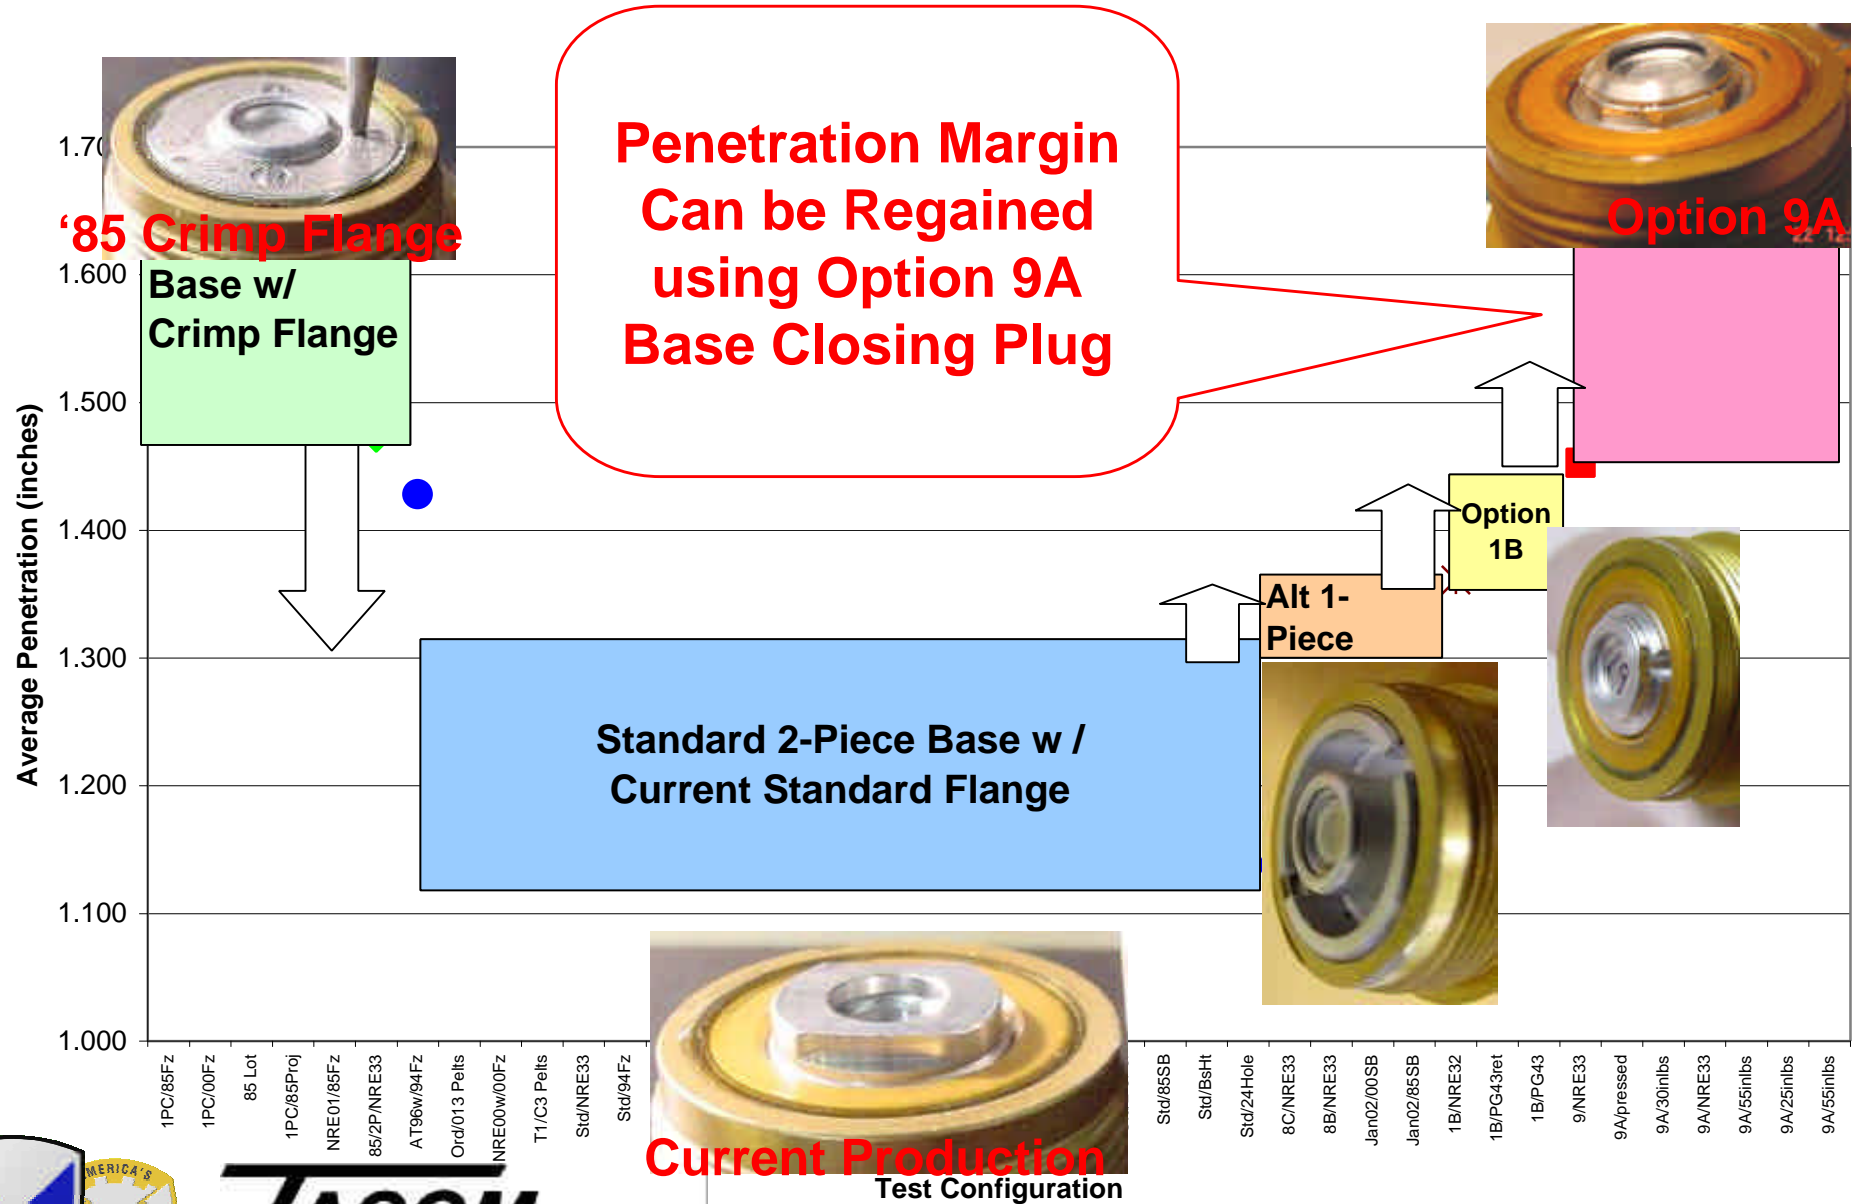 Penetration Margin
Can be Regained
using Option 9A
Base Closing Plug
'85 Crimp Flange
Base w/
Crimp Flange
Option 9A
Option
1B
Alt 1-
Piece
Standard 2-Piece Base w /
Current Standard Flange
Current Production
Average Penetration (inches)
1.600
1.500
1.400
1.300
1.200
1.100
1.000
1PC/85Fz
1PC/00Fz
85 Lot
1PC/85Proj
NRE01/85Fz
85/2P/NRE33
AT96w/94Fz
Ord/013 Pelts
NRE00w/00Fz
T1/C3 Pelts
Std/NRE33
Std/94Fz
Std/85SB
Std/BsHt
Std/24Hole
8C/NRE33
8B/NRE33
Jan02/00SB
Jan02/85SB
1B/NRE32
1B/PG43ret
1B/PG43
9/NRE33
9A/pressed
9A/30inlbs
9A/NRE33
9A/55inlbs
9A/25inlbs
9A/55inlbs
Test Configuration
AMERICA'S
TACOM